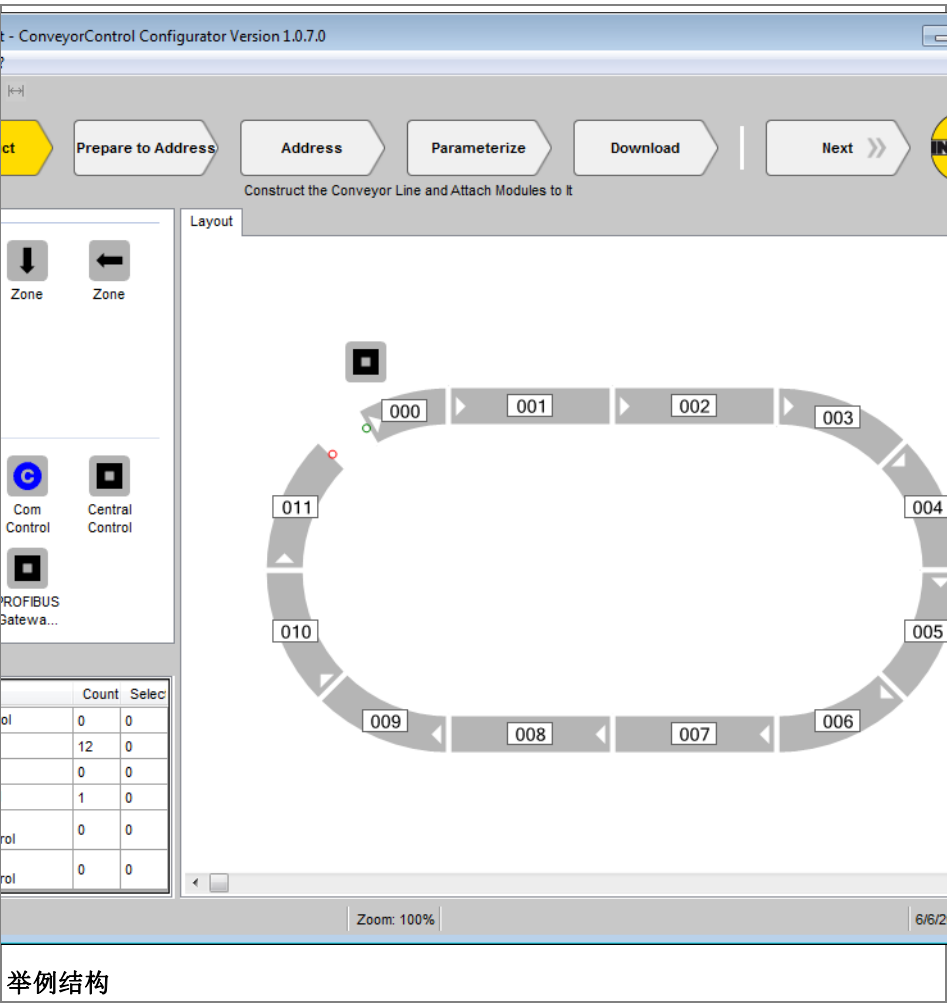 t - ConveyorControl Configurator Version 1.0.7.0
?
ct
Prepare to Address
Address
Parameterize
Download
Next
IN
Construct the Conveyor Line and Attach Modules to It
Layout
Zone
Zone
000
001
002
003
011
004
C
Com
Control
Central
Control
PROFIBUS
Gatewa...
010
005
009
008
007
006
Count Selec
ol 0 0
12 0
0 0
1 0
rol 0 0
rol 0 0
Zoom: 100%
6/6/2
举例结构